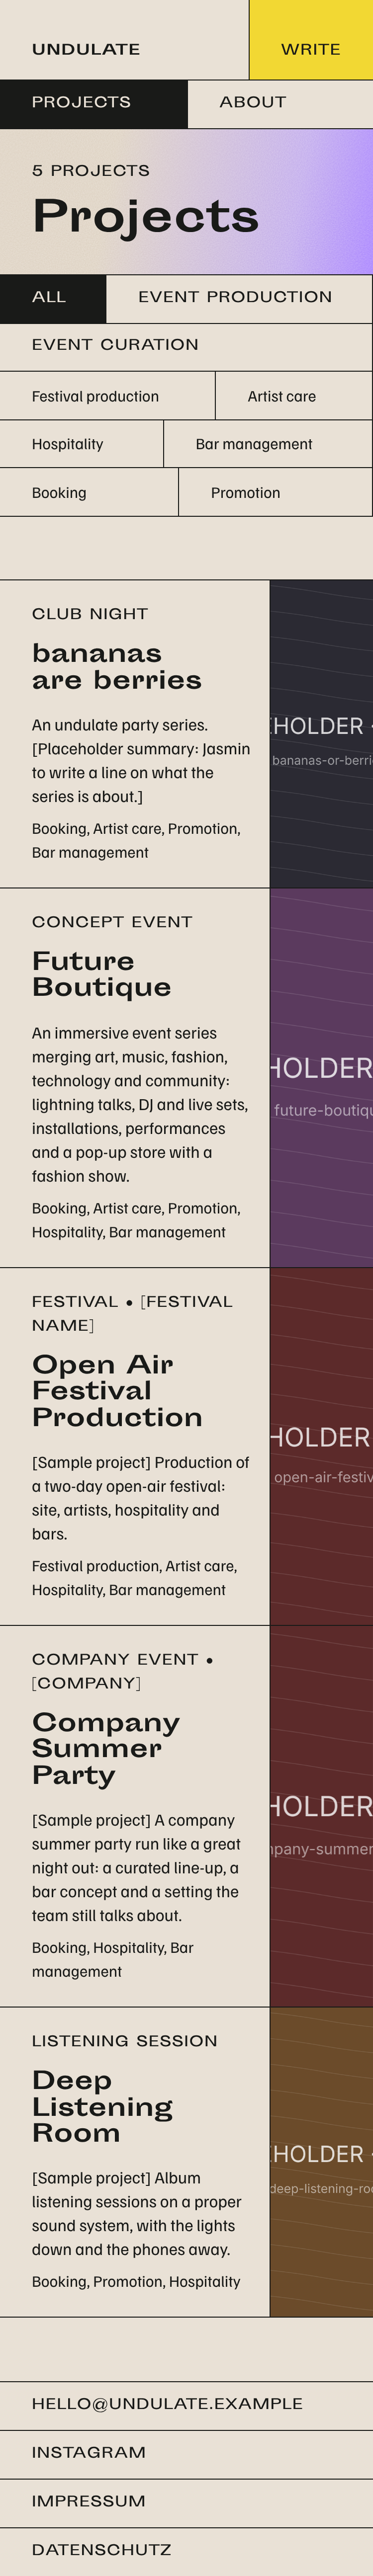 UNDULATE
WRITE
PROJECTS
ABOUT
5 PROJECTS
Projects
ALL
EVENT PRODUCTION
EVENT CURATION
Festival production
Artist care
Hospitality
Bar management
Booking
Promotion
CLUB NIGHT
bananas
are berries
An undulate party series.
[Placeholder summary: Jasmin
to write a line on what the
series is about.]
Booking, Artist care, Promotion,
Bar management
HOLDER
bananas-or-berri
CONCEPT EVENT
Future
Boutique
An immersive event series
merging art, music, fashion,
technology and community:
lightning talks, DJ and live sets,
installations, performances
and a pop-up store with a
fashion show.
Booking, Artist care, Promotion,
Hospitality, Bar management
HOLDER
future-boutiqu
FESTIVAL • [FESTIVAL
NAME]
Open Air
Festival
Production
[Sample project] Production of
a two-day open-air festival:
site, artists, hospitality and
bars.
Festival production, Artist care,
Hospitality, Bar management
HOLDER
open-air-festiv
COMPANY EVENT •
[COMPANY]
Company
Summer
Party
[Sample project] A company
summer party run like a great
night out: a curated line-up, a
bar concept and a setting the
team still talks about.
Booking, Hospitality, Bar
management
HOLDER
mpany-summer
LISTENING SESSION
Deep
Listening
Room
[Sample project] Album
listening sessions on a proper
sound system, with the lights
down and the phones away.
Booking, Promotion, Hospitality
HOLDER
deep-listening-roo
HELLO@UNDULATE.EXAMPLE
INSTAGRAM
IMPRESSUM
DATENSCHUTZ